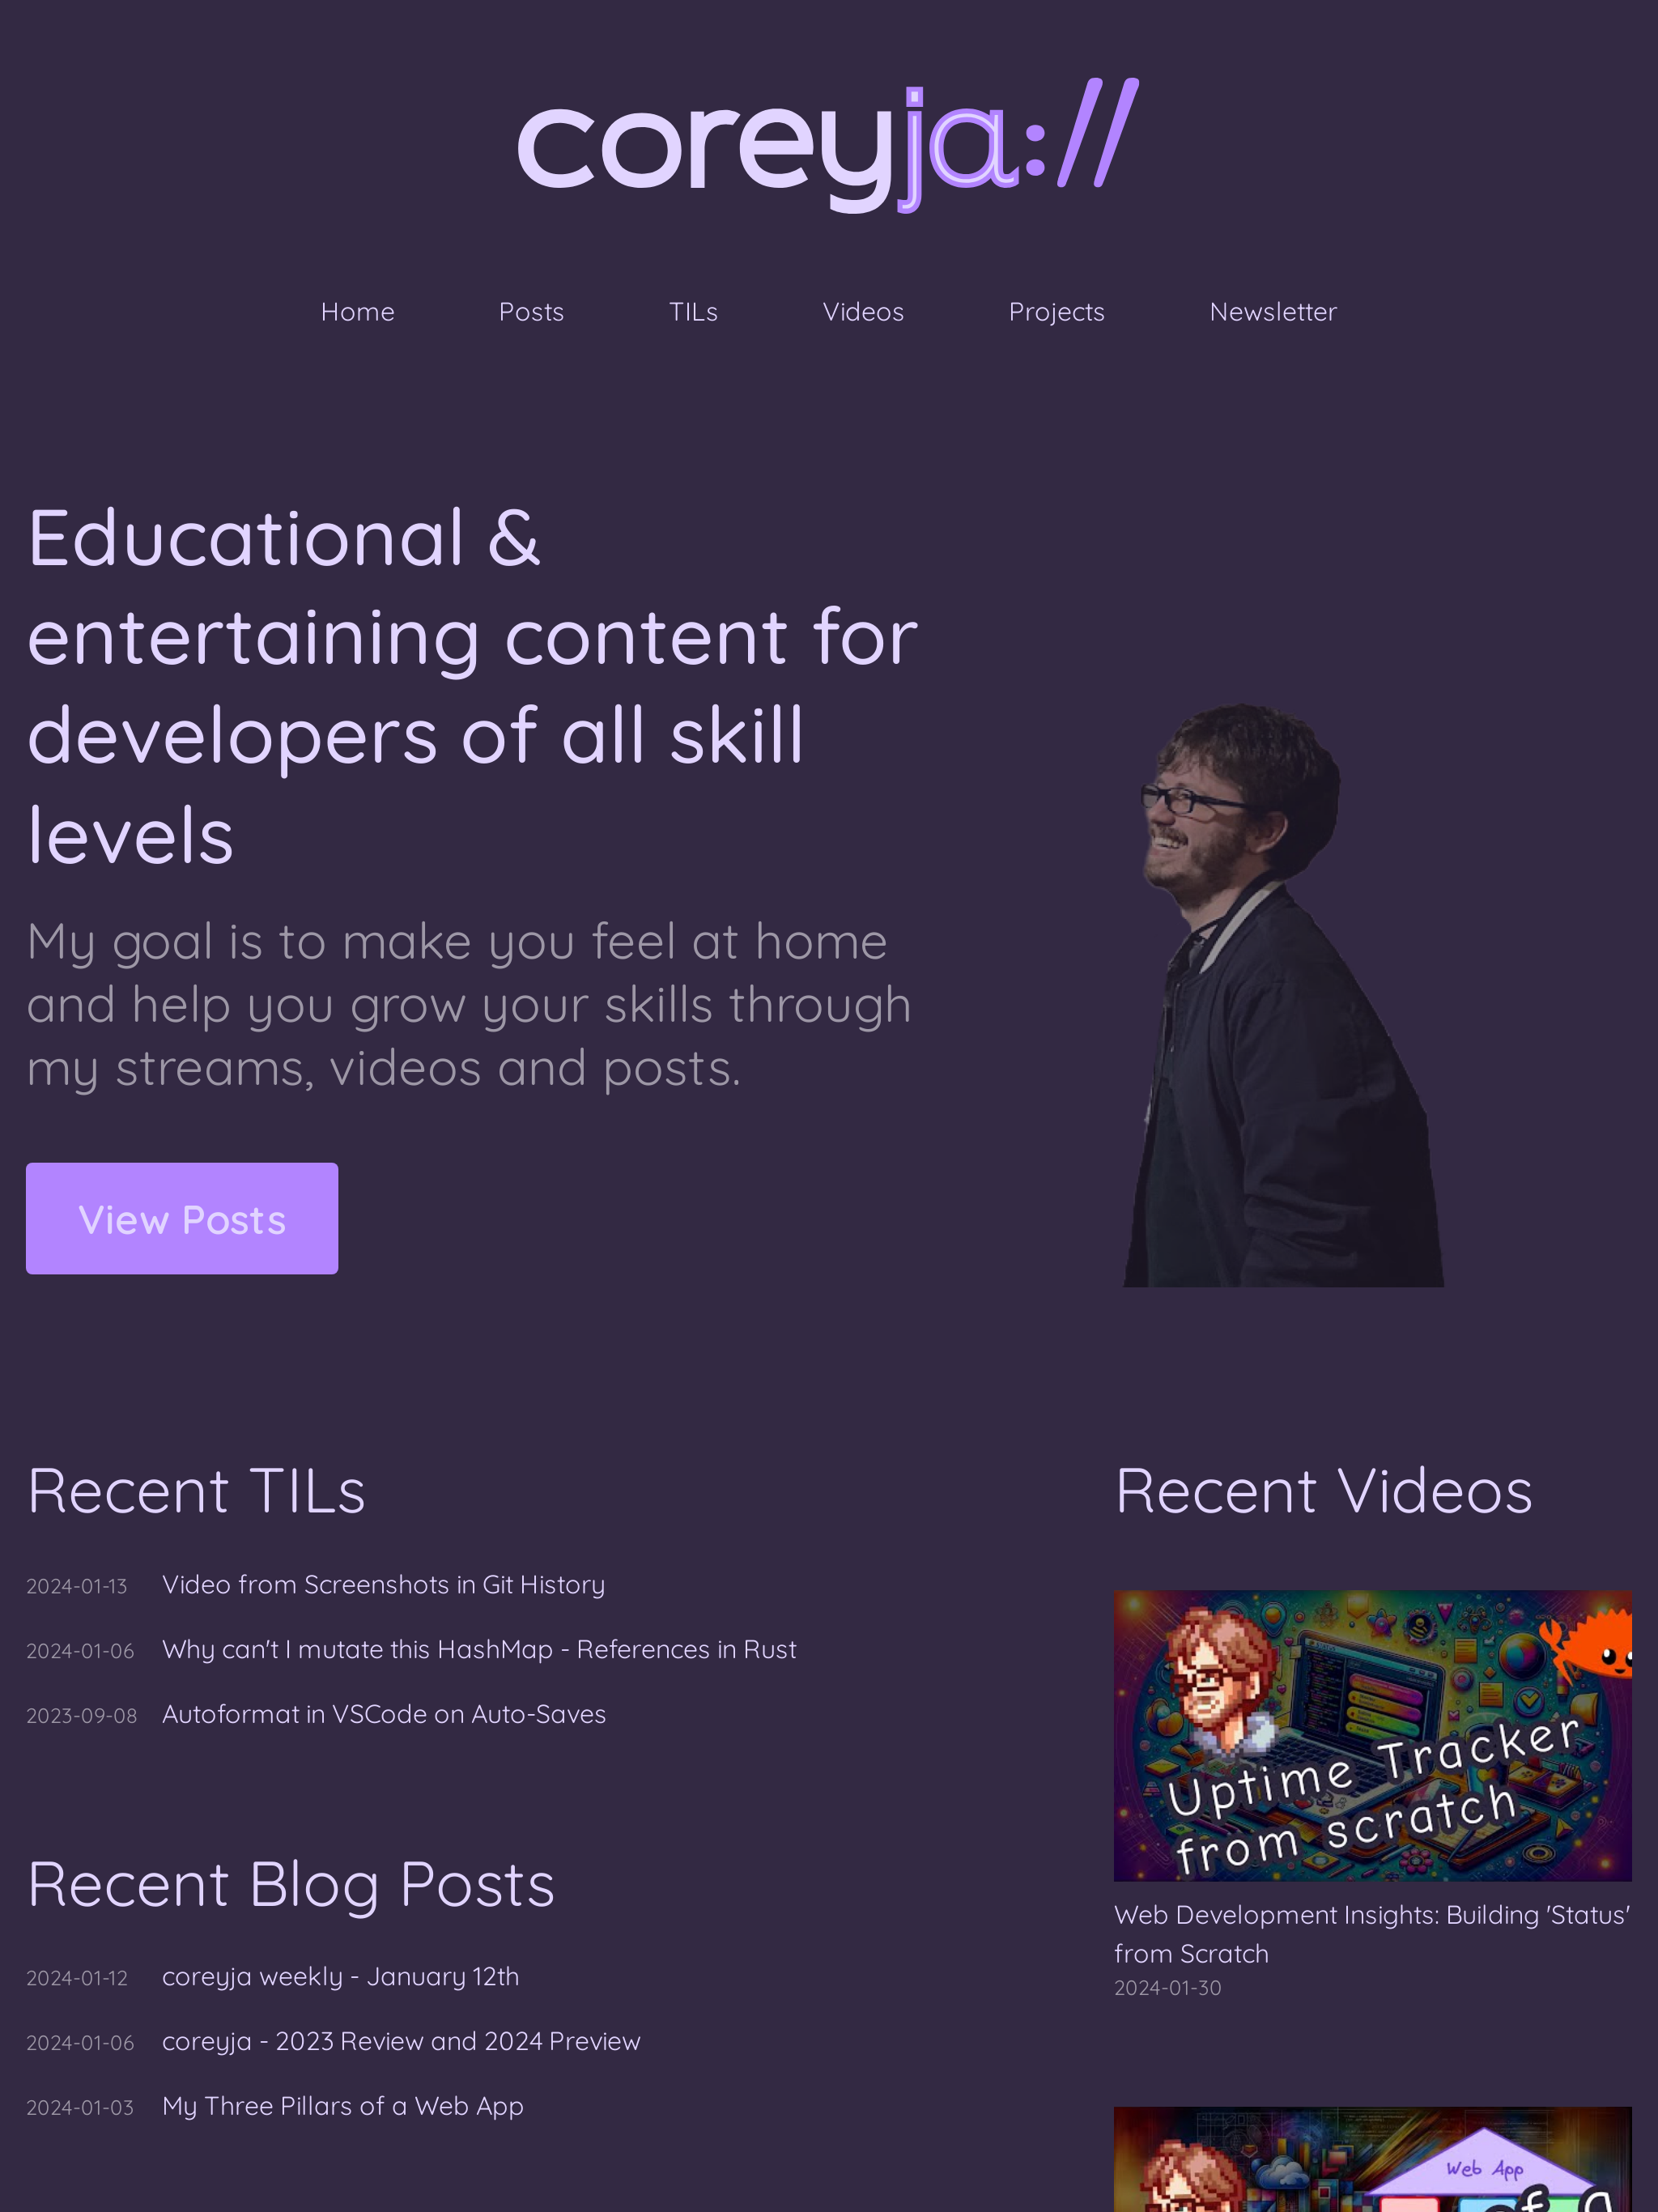 coreyja://
Home Posts TILs Videos Projects Newsletter
Educational &
entertaining content for
developers of all skill
levels
My goal is to make you feel at home
and help you grow your skills through
my streams, videos and posts.
View Posts
Recent TILs
2024-01-13 Video from Screenshots in Git History
2024-01-06 Why can't I mutate this HashMap - References in Rust
2023-09-08 Autoformat in VSCode on Auto-Saves
Recent Blog Posts
2024-01-12 coreyja weekly - January 12th
2024-01-06 coreyja - 2023 Review and 2024 Preview
2024-01-03 My Three Pillars of a Web App
Recent Videos
Uptime Tracker
from scratch
Web Development Insights: Building 'Status'
from Scratch
2024-01-30
Web App
of a